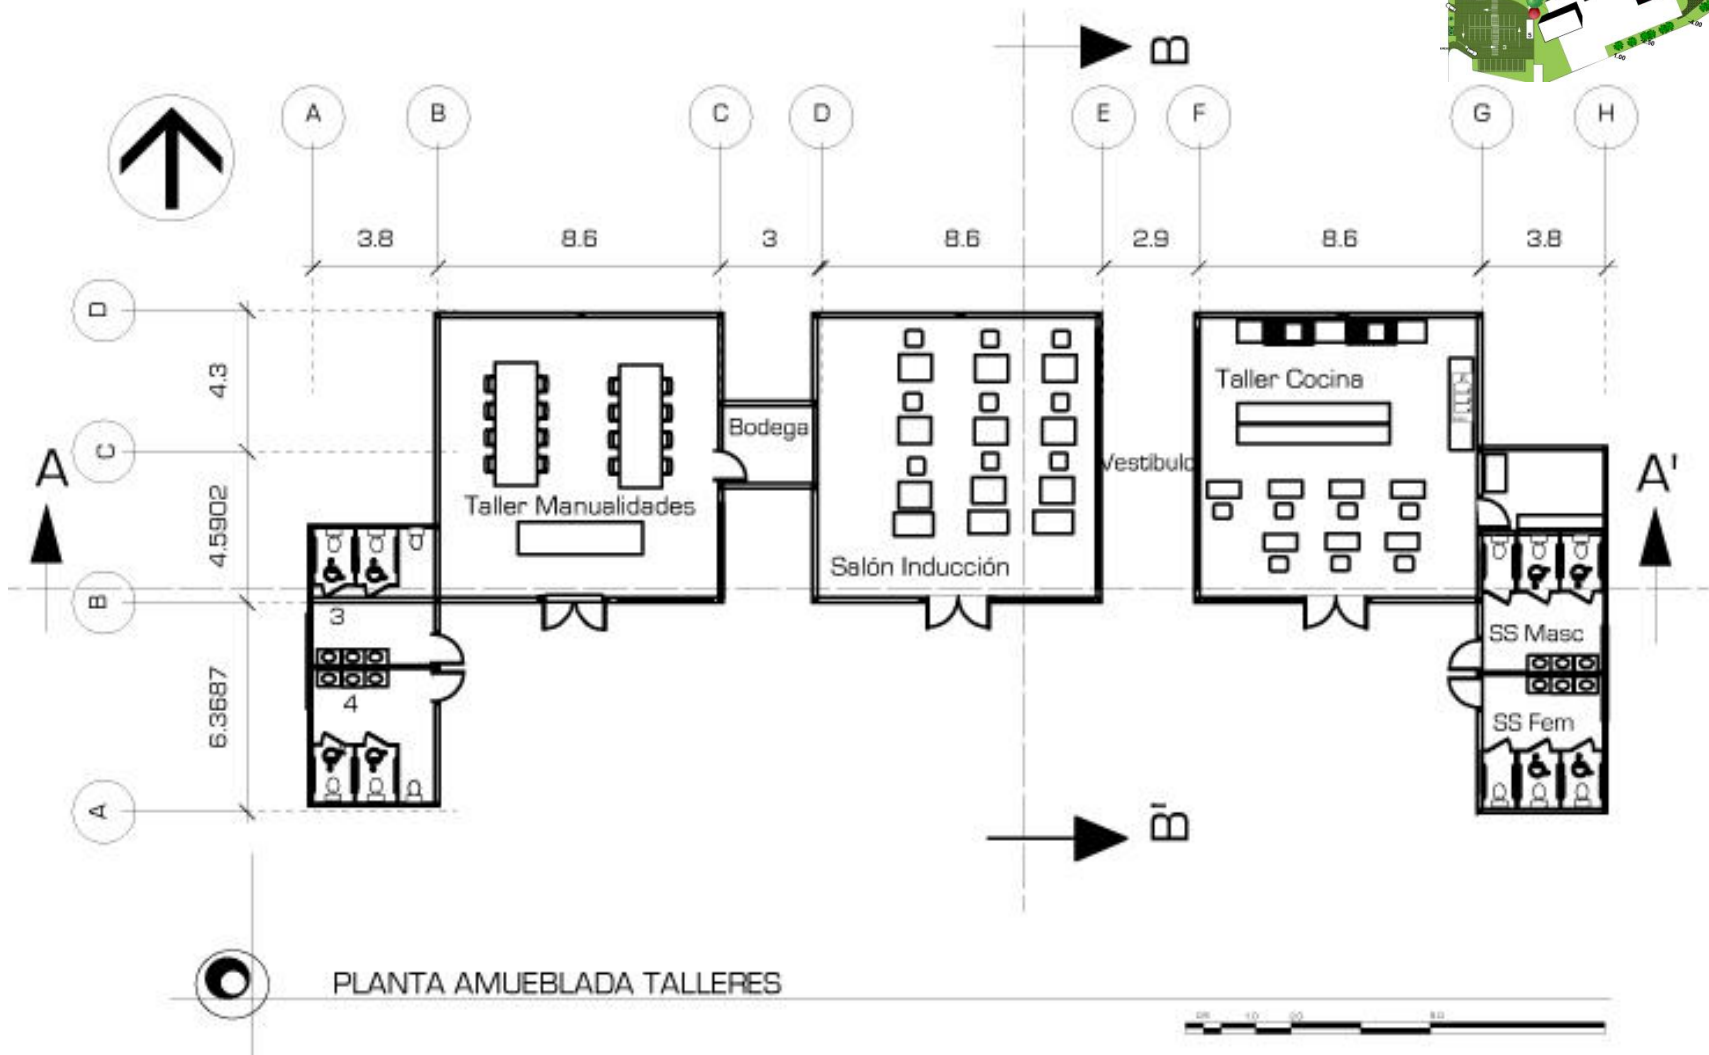 B
A B C D E F G H
3.8 8.6 3 8.6 2.9 8.6 3.8
D
4.3
C
4.5902
B
6.3687
A
A
A'
Taller Cocina
Bodega
Vestibulo
Taller Manualidades
Salón Inducción
3
SS Masc
4
SS Fem
B'
PLANTA AMUEBLADA TALLERES